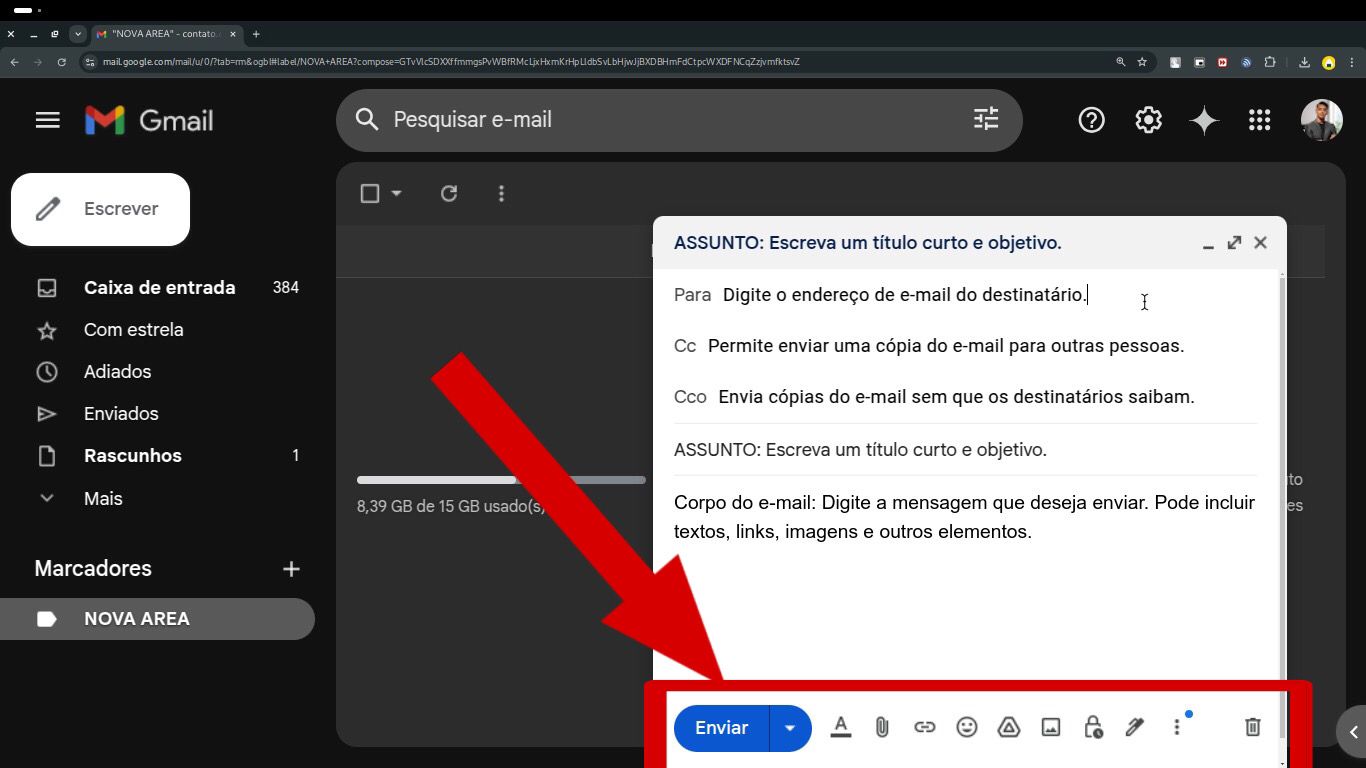 "NOVA AREA" - contato.
mail.google.com/mail/u/0/?tab=rm&ogbl#label/NOVA+AREA?compose=
Gmail
Pesquisar e-mail
Escrever
Caixa de entrada 384
Com estrela
Adiados
Enviados
Rascunhos 1
Mais
Marcadores
NOVA AREA
8,39 GB de 15 GB usado(s)
ASSUNTO: Escreva um título curto e objetivo.
Para Digite o endereço de e-mail do destinatário.
Cc Permite enviar uma cópia do e-mail para outras pessoas.
Cco Envia cópias do e-mail sem que os destinatários saibam.
ASSUNTO: Escreva um título curto e objetivo.
Corpo do e-mail: Digite a mensagem que deseja enviar. Pode incluir
textos, links, imagens e outros elementos.
Enviar